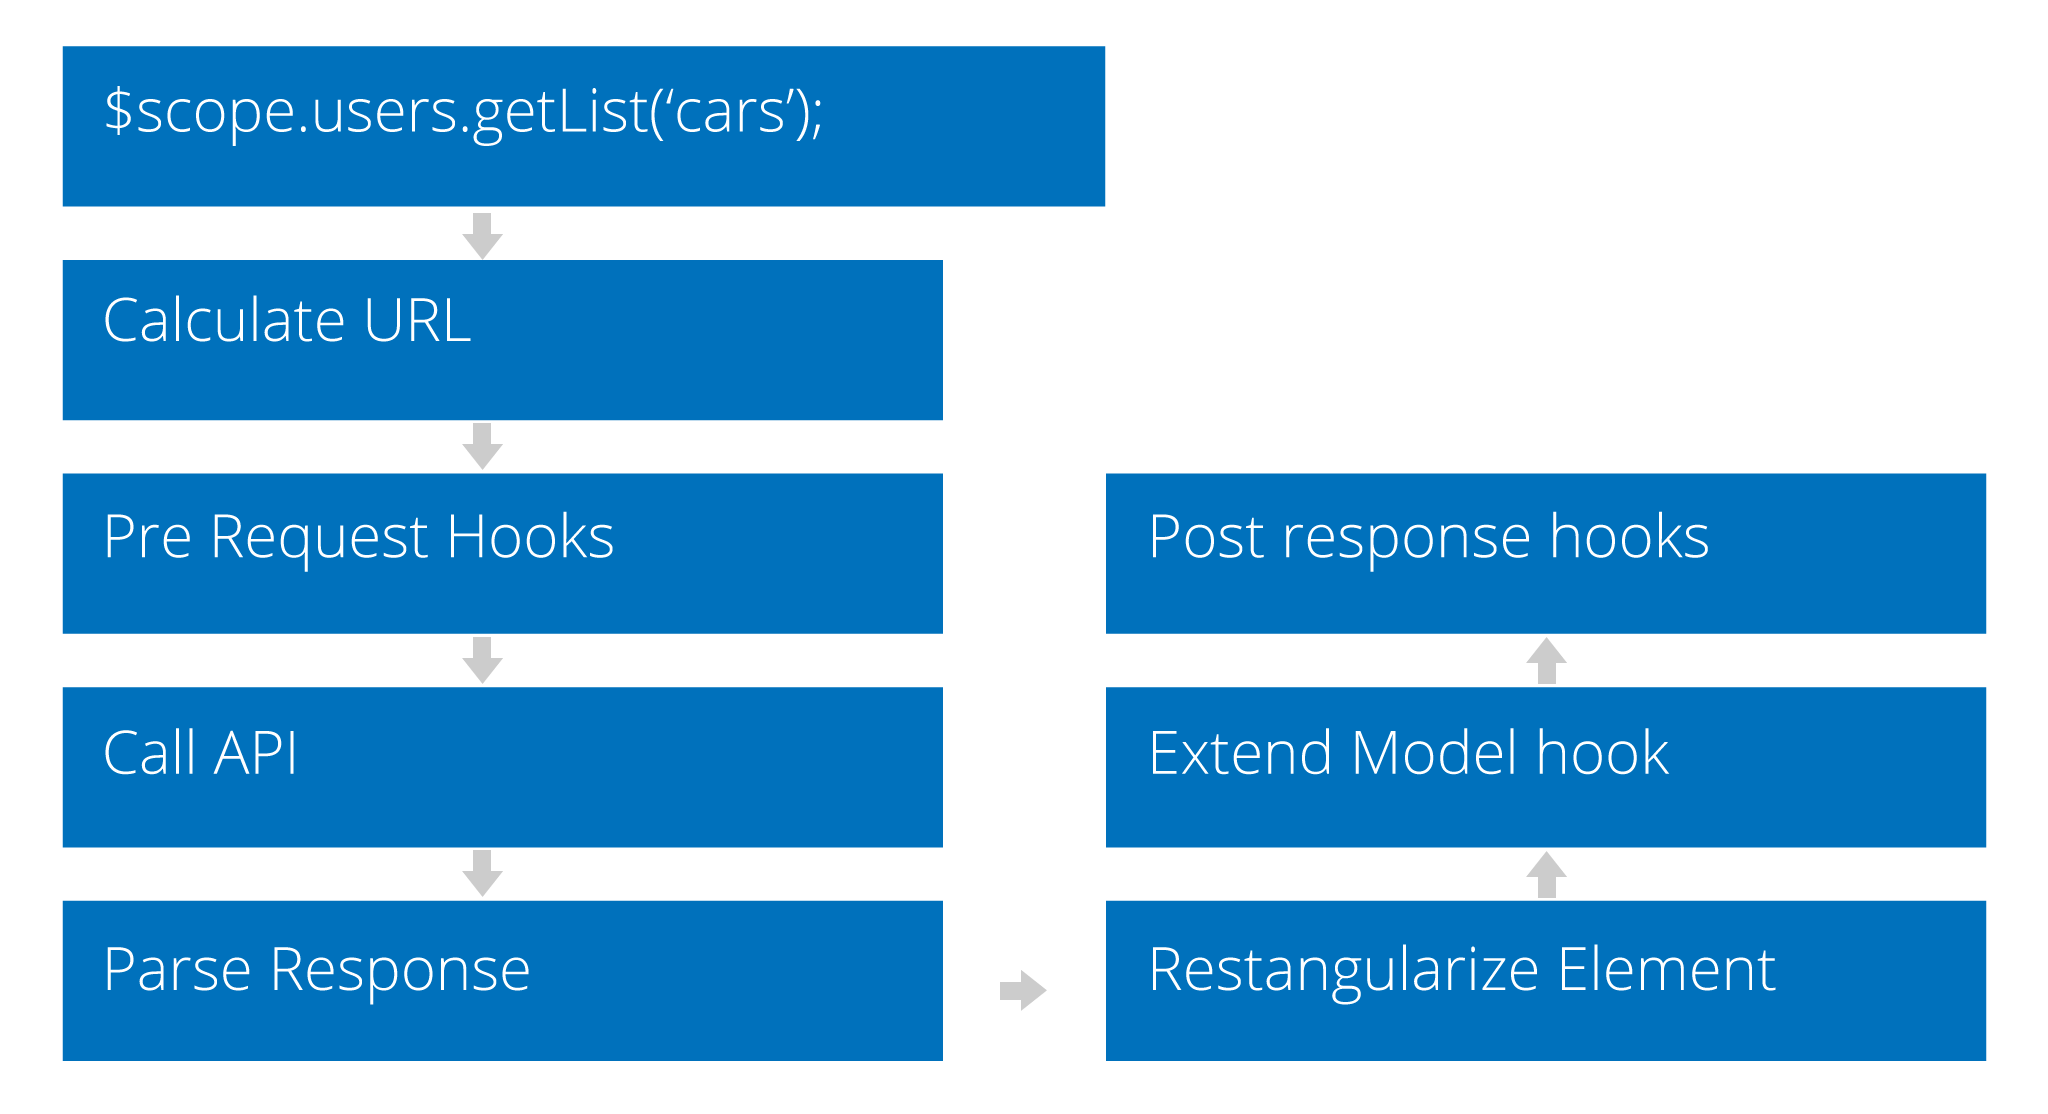 $scope.users.getList(‘cars’);
Calculate URL
Pre Request Hooks
Call API
Parse Response
Restangularize Element
Extend Model hook
Post response hooks